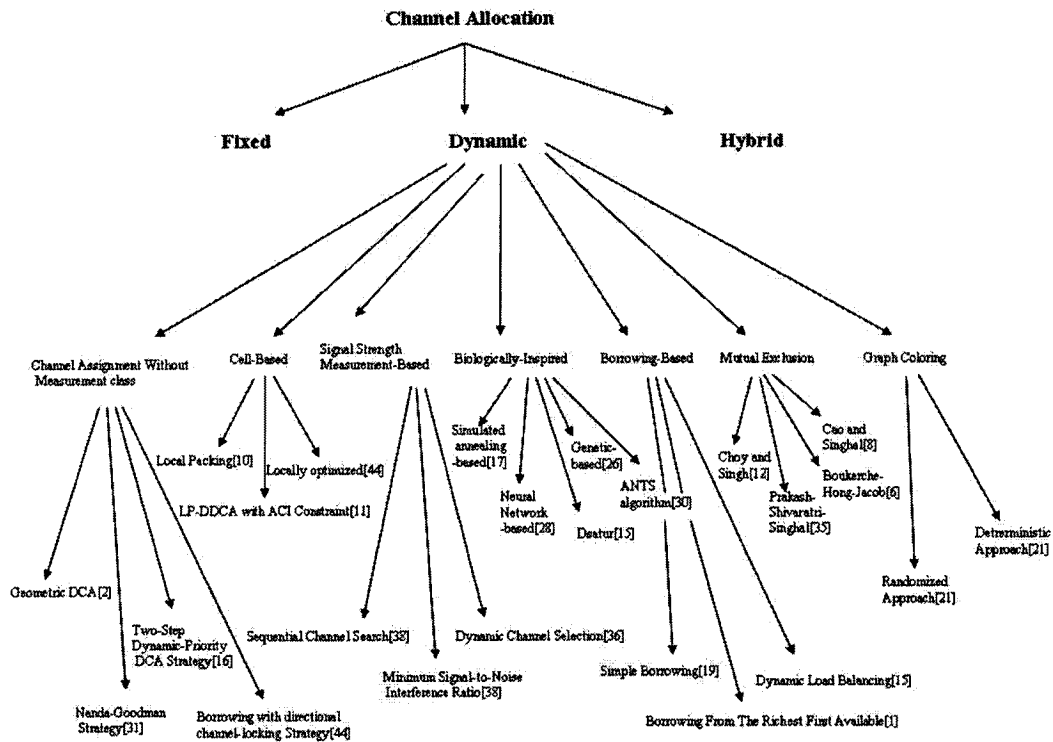 Channel Allocation
Fixed
Dynamic
Hybrid
Channel Assignment Without
Measurement class
Cell-Based
Signal Strength
Measurement-Based
Biologically-Inspired
Borrowing-Based
Mutual Exclusion
Graph Coloring
Local Packing[10]
Locally optimized[44]
LP-DDCA with ACI Constraint[11]
Simulated
annealing
-based[17]
Genetic-
based[26]
Neural
Network
-based[28]
Dsatur[15]
ANTS
algorithm[30]
Choy and
Singh[12]
Cao and
Singhal[8]
Prakash-
Shivaratri-
Singhal[35]
Boukerche-
Hong-Jacob[6]
Detrerministic
Approach[21]
Randomized
Approach[21]
Geometric DCA[2]
Two-Step
Dynamic-Priority
DCA Strategy[16]
Nanda-Goodman
Strategy[31]
Borrowing with directional
channel-locking Strategy[44]
Sequential Channel Search[38]
Dynamic Channel Selection[36]
Minimum Signal-to-Noise
Interference Ratio[38]
Simple Borrowing[19]
Dynamic Load Balancing[15]
Borrowing From The Richest First Available[1]